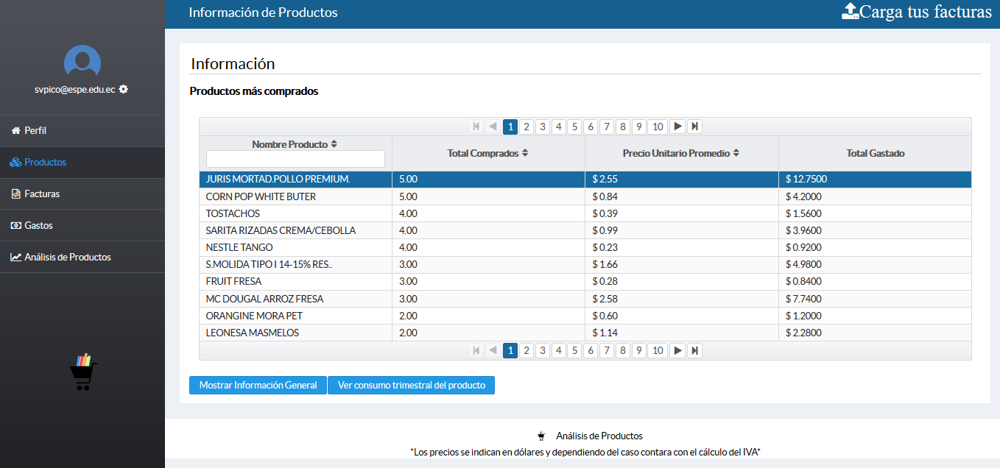 Información de Productos
Carga tus facturas
svpico@espe.edu.ec
Perfil
Productos
Facturas
Gastos
Análisis de Productos
Información
Productos más comprados
1 2 3 4 5 6 7 8 9 10
Nombre Producto Total Comprados Precio Unitario Promedio Total Gastado
JURIS MORTAD.POLLO PREMIUM. 5.00 $ 2.55 $ 12.7500
CORN POP WHITE BUTER 5.00 $ 0.84 $ 4.2000
TOSTACHOS 4.00 $ 0.39 $ 1.5600
SARITA RIZADAS CREMA/CEBOLLA 4.00 $ 0.99 $ 3.9600
NESTLE TANGO 4.00 $ 0.23 $ 0.9200
S.MOLIDA TIPO I 14-15% RES.. 3.00 $ 1.66 $ 4.9800
FRUIT FRESA 3.00 $ 0.28 $ 0.8400
MC DOUGAL ARROZ FRESA 3.00 $ 2.58 $ 7.7400
ORANGINE MORA PET 2.00 $ 0.60 $ 1.2000
LEONESA MASMELOS 2.00 $ 1.14 $ 2.2800
1 2 3 4 5 6 7 8 9 10
Mostrar Información General Ver consumo trimestral del producto
Análisis de Productos
*Los precios se indican en dólares y dependiendo del caso contara con el cálculo del IVA*